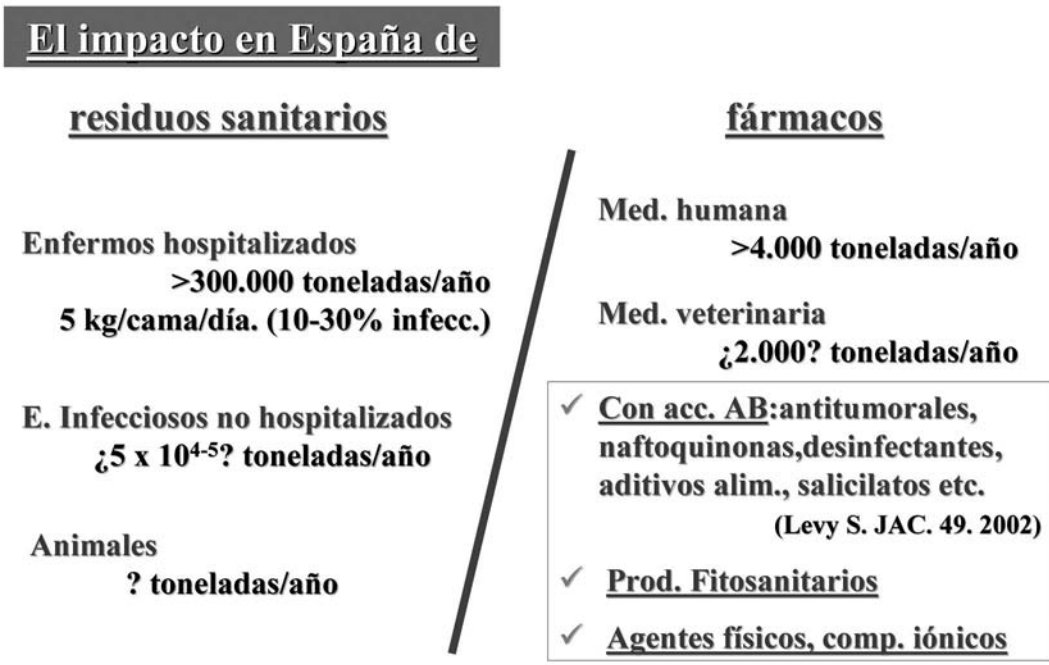 El impacto en España de
residuos sanitarios
Enfermos hospitalizados
>300.000 toneladas/año
5 kg/cama/día. (10-30% infecc.)
E. Infecciosos no hospitalizados
¿5 x 10⁴⁻⁵? toneladas/año
Animales
? toneladas/año
fármacos
Med. humana
>4.000 toneladas/año
Med. veterinaria
¿2.000? toneladas/año
✓ Con acc. AB:antitumorales,
naftoquinonas,desinfectantes,
aditivos alim., salicilatos etc.
(Levy S. JAC. 49. 2002)
✓ Prod. Fitosanitarios
✓ Agentes físicos, comp. iónicos